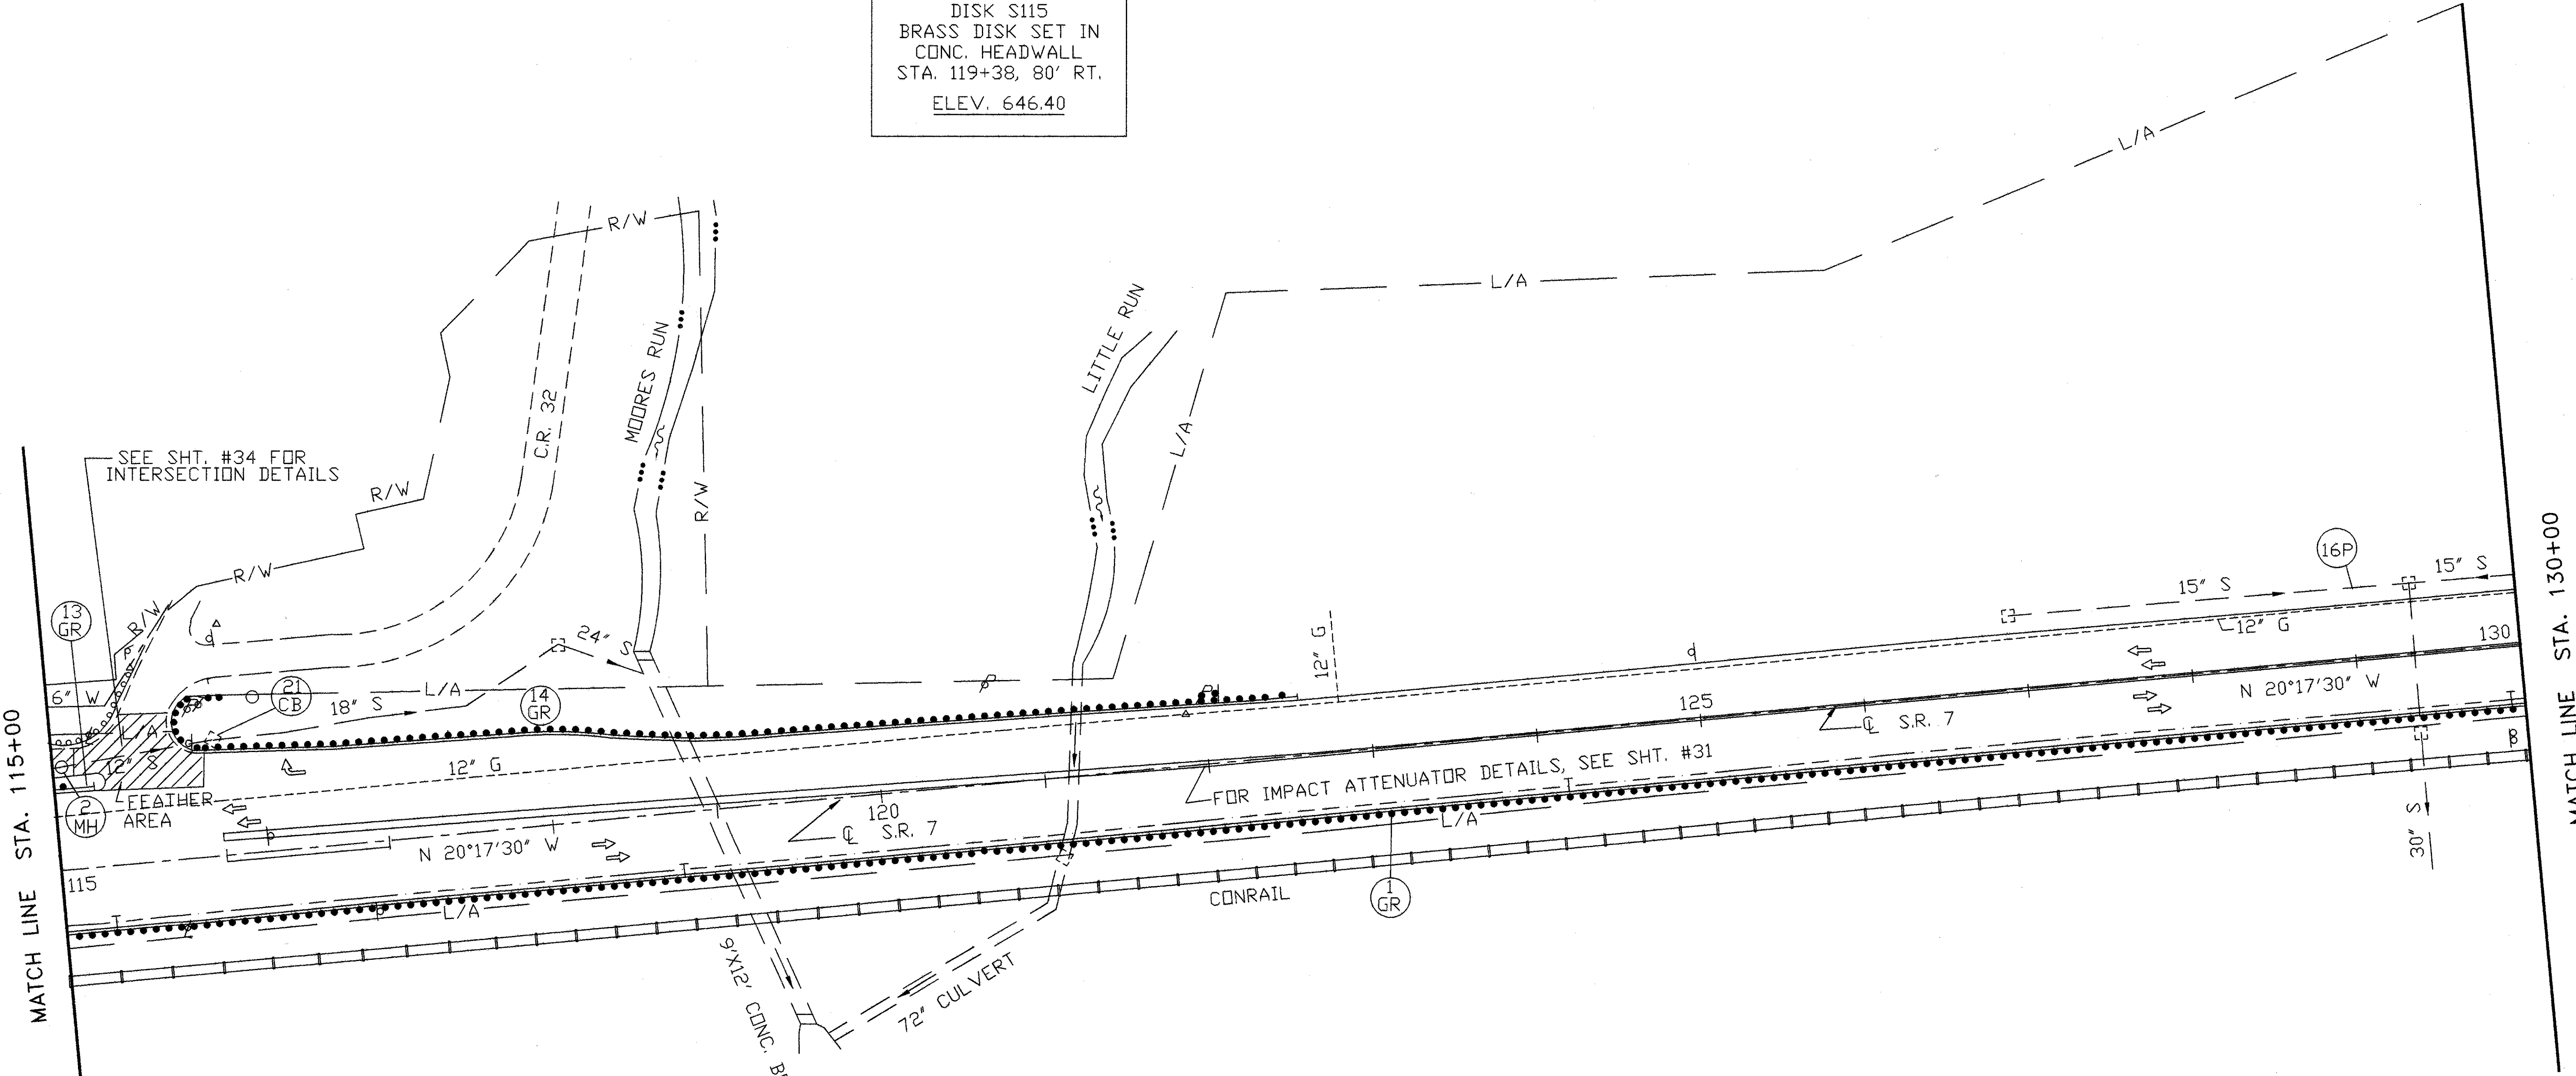 DISK S115
BRASS DISK SET IN
CONC. HEADWALL
STA. 119+38, 80' RT.
ELEV. 646.40
L/A
R/W
L/A
LITTLE RUN
MOORES RUN
C.R. 32
L/A
SEE SHT. #34 FOR
INTERSECTION DETAILS
R/W
R/W
R/W
R/W
MATCH LINE STA. 130+00
16P
15" S
15" S
12" G
130
13
GR
6" W
24" S
12" G
21
CB
L/A
18" S
14
GR
L/A
12" S
12" G
125
N 20°17'30" W
℄ S.R. 7
FOR IMPACT ATTENUATOR DETAILS, SEE SHT. #31
FEATHER
AREA
2
MH
120
℄ S.R. 7
N 20°17'30" W
115
MATCH LINE STA. 115+00
L/A
L/A
CONRAIL
1
GR
30" S
9'X12' CONC.
72" CULVERT
MATCH LINE